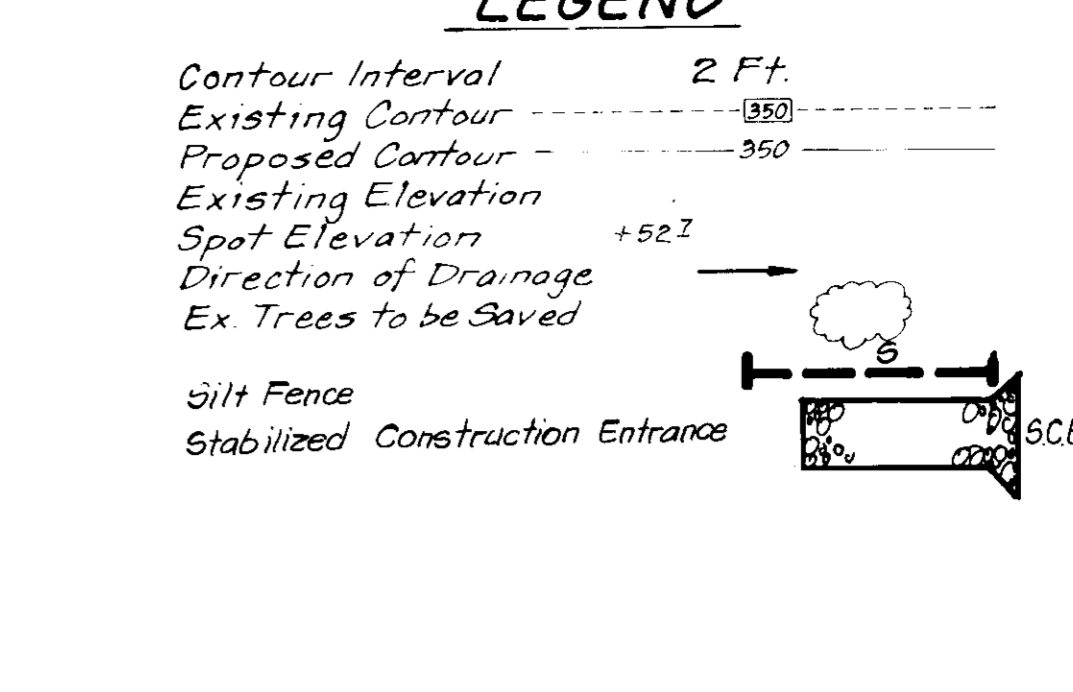 LEGEND
Contour Interval 2 Ft.
Existing Contour 350
Proposed Contour 350
Existing Elevation
Spot Elevation +52
Direction of Drainage
Ex. Trees to be Saved
S
Silt Fence
Stabilized Construction Entrance S.C.E